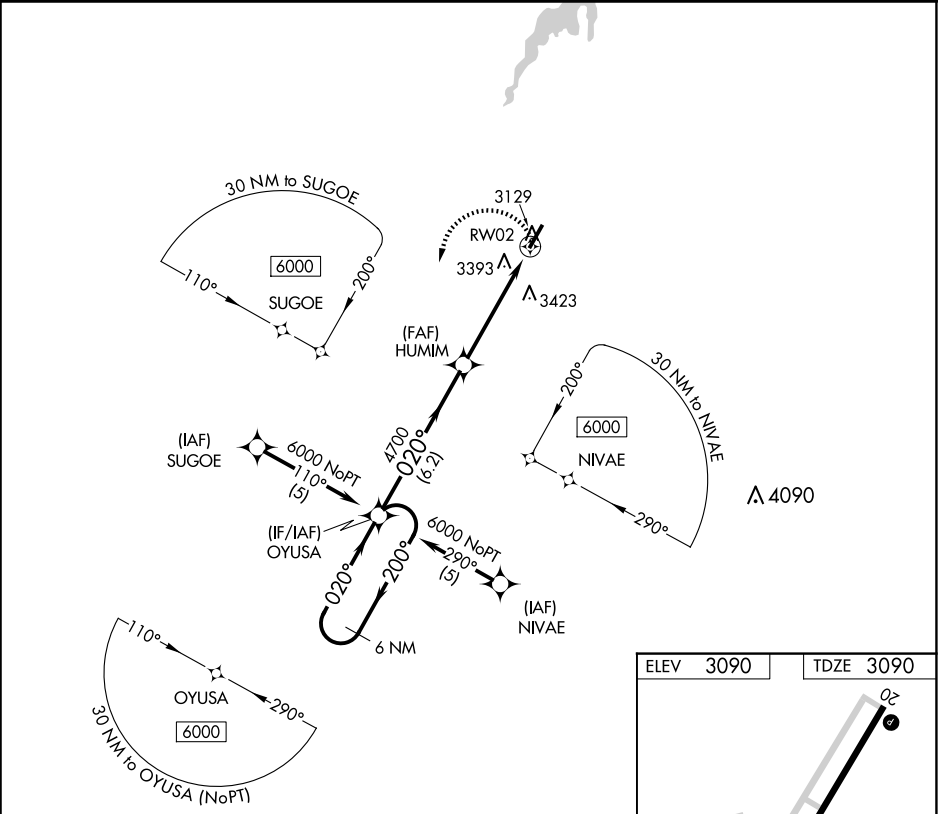 30 NM to SUGOE
6000
110°
200°
SUGOE
3129
RW02
3393
3423
(FAF)
HUMIM
200°
30 NM to NIVAE
6000
NIVAE
290°
4090
(IAF)
SUGOE
6000 NoPT
110°
(5)
4700
020°
(6.2)
(IF/IAF)
OYUSA
6000 NoPT
290°
(5)
020°
200°
(IAF)
NIVAE
6 NM
110°
OYUSA
290°
6000
30 NM to OYUSA (NoPT)
ELEV 3090
TDZE 3090
20
P